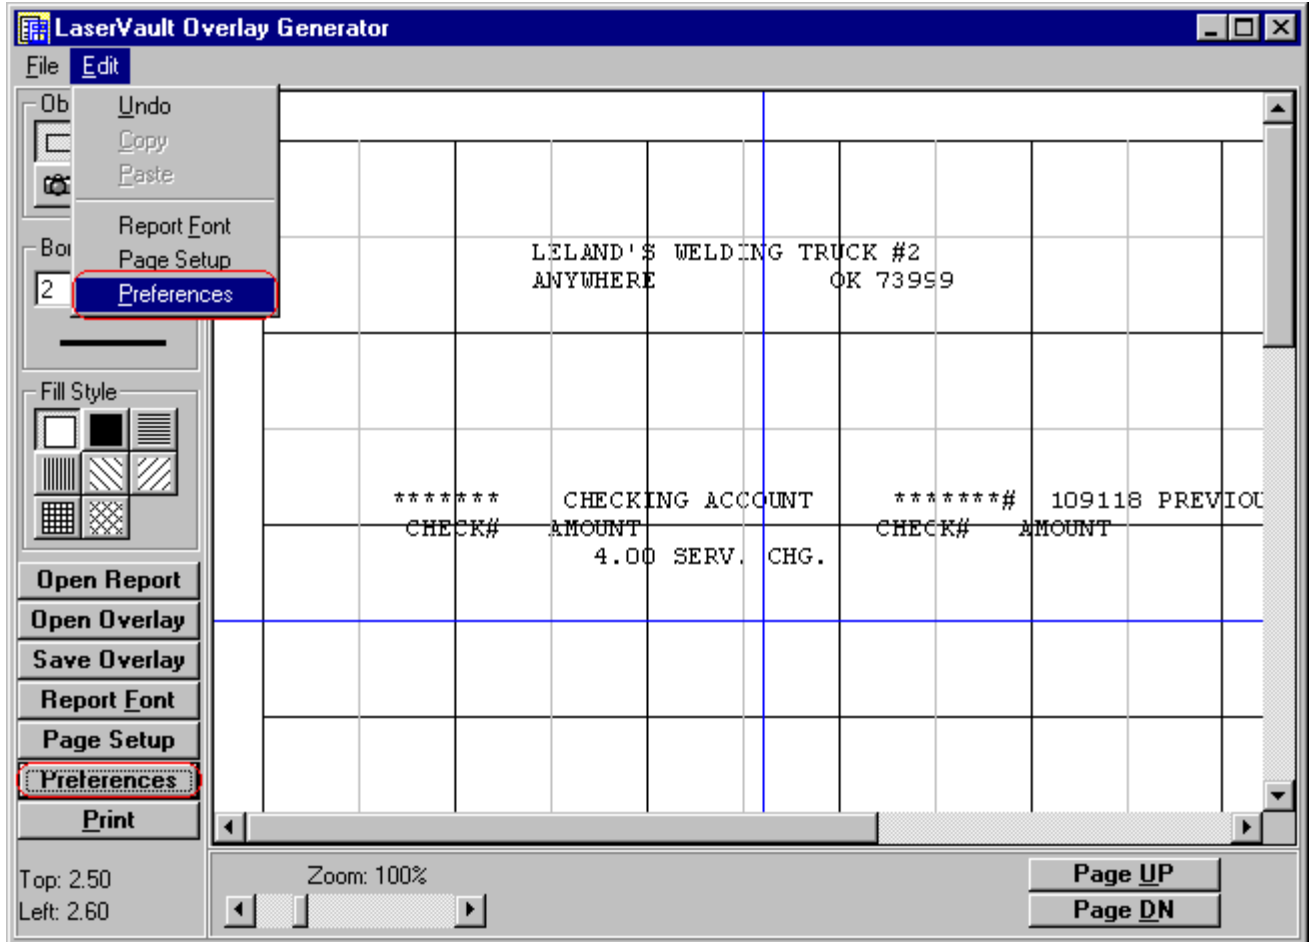 LaserVault Overlay Generator
File Edit
Ob
Undo
Copy
Paste
Report Font
Page Setup
Preferences
Bor
2
Fill Style
Open Report
Open Overlay
Save Overlay
Report Font
Page Setup
Preferences
Print
Top: 2.50
Left: 2.60
LELAND'S WELDING TRUCK #2
ANYWHERE OK 73999
******* CHECKING ACCOUNT *******# 109118 PREVIOU
CHECK# AMOUNT CHECK# AMOUNT
4.00 SERV. CHG.
Zoom: 100%
Page UP
Page DN